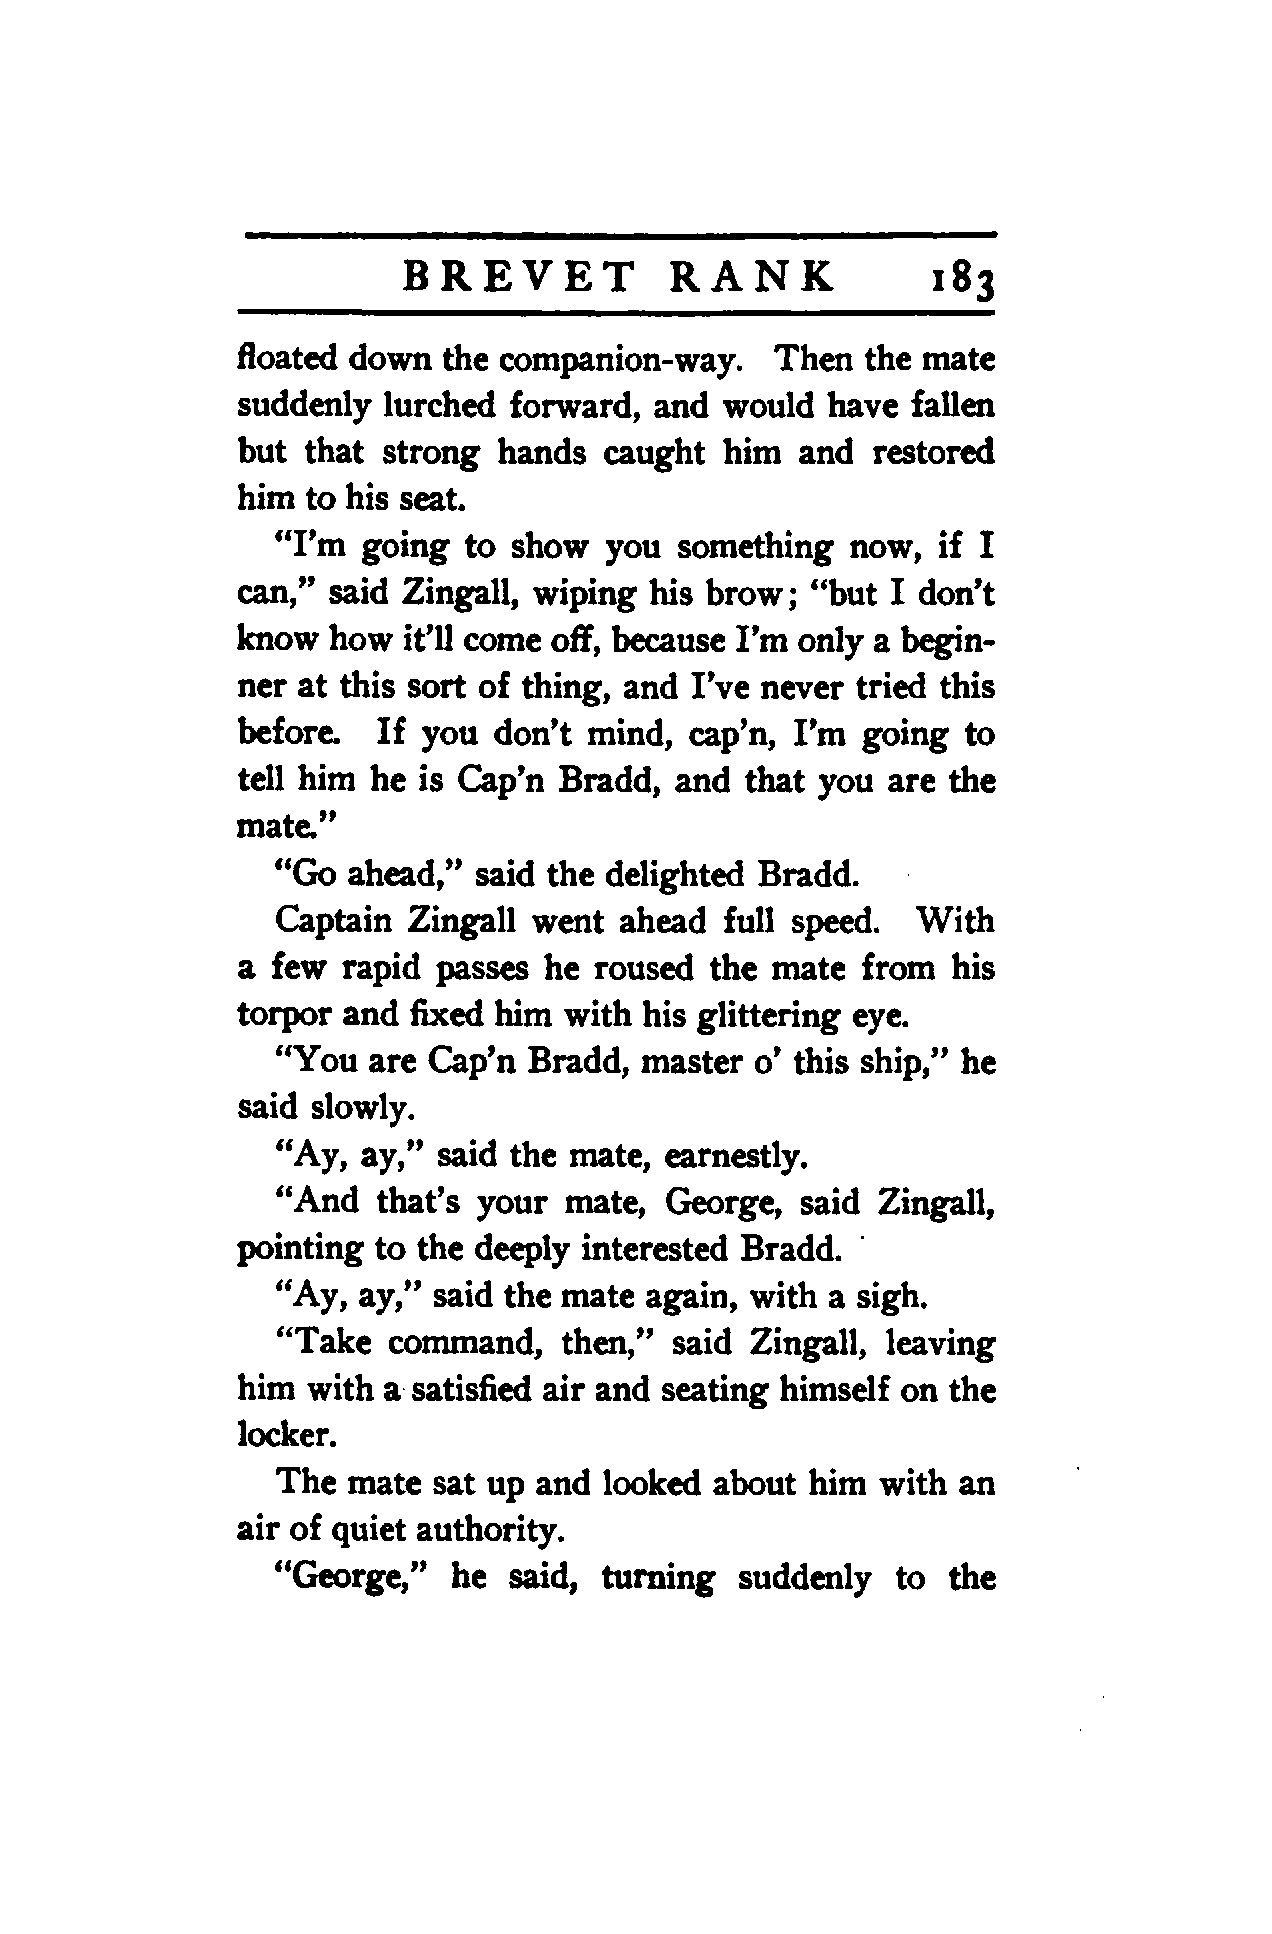 BREVET RANK 183
floated down the companion-way. Then the mate
suddenly lurched forward, and would have fallen
but that strong hands caught him and restored
him to his seat.
“I’m going to show you something now, if I
can,” said Zingall, wiping his brow; “but I don’t
know how it’ll come off, because I’m only a begin-
ner at this sort of thing, and I’ve never tried this
before. If you don’t mind, cap’n, I’m going to
tell him he is Cap’n Bradd, and that you are the
mate.”
“Go ahead,” said the delighted Bradd.
Captain Zingall went ahead full speed. With
a few rapid passes he roused the mate from his
torpor and fixed him with his glittering eye.
“You are Cap’n Bradd, master o’ this ship,” he
said slowly.
“Ay, ay,” said the mate, earnestly.
“And that’s your mate, George, said Zingall,
pointing to the deeply interested Bradd.
“Ay, ay,” said the mate again, with a sigh.
“Take command, then,” said Zingall, leaving
him with a satisfied air and seating himself on the
locker.
The mate sat up and looked about him with an
air of quiet authority.
“George,” he said, turning suddenly to the